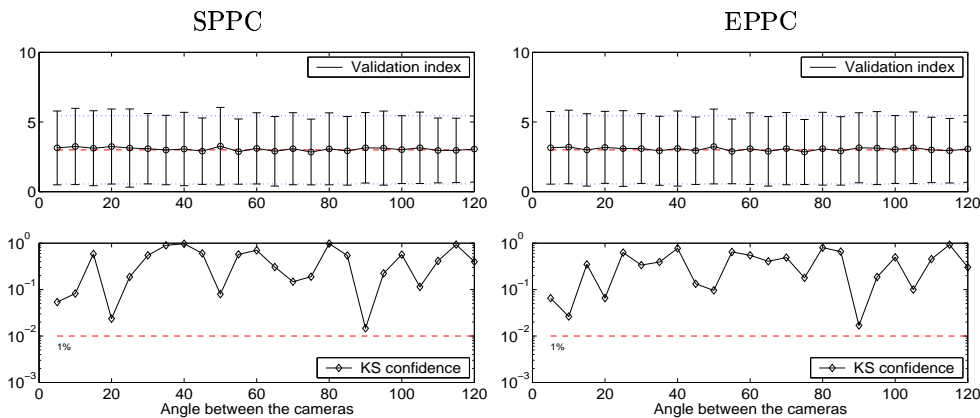 SPPC
EPPC
10
5
0
Validation index
0 20 40 60 80 100 120
10
5
0
Validation index
0 20 40 60 80 100 120
10^0
10^-1
10^-2
10^-3
1%
KS confidence
0 20 40 60 80 100 120
Angle between the cameras
10^0
10^-1
10^-2
10^-3
1%
KS confidence
0 20 40 60 80 100 120
Angle between the cameras